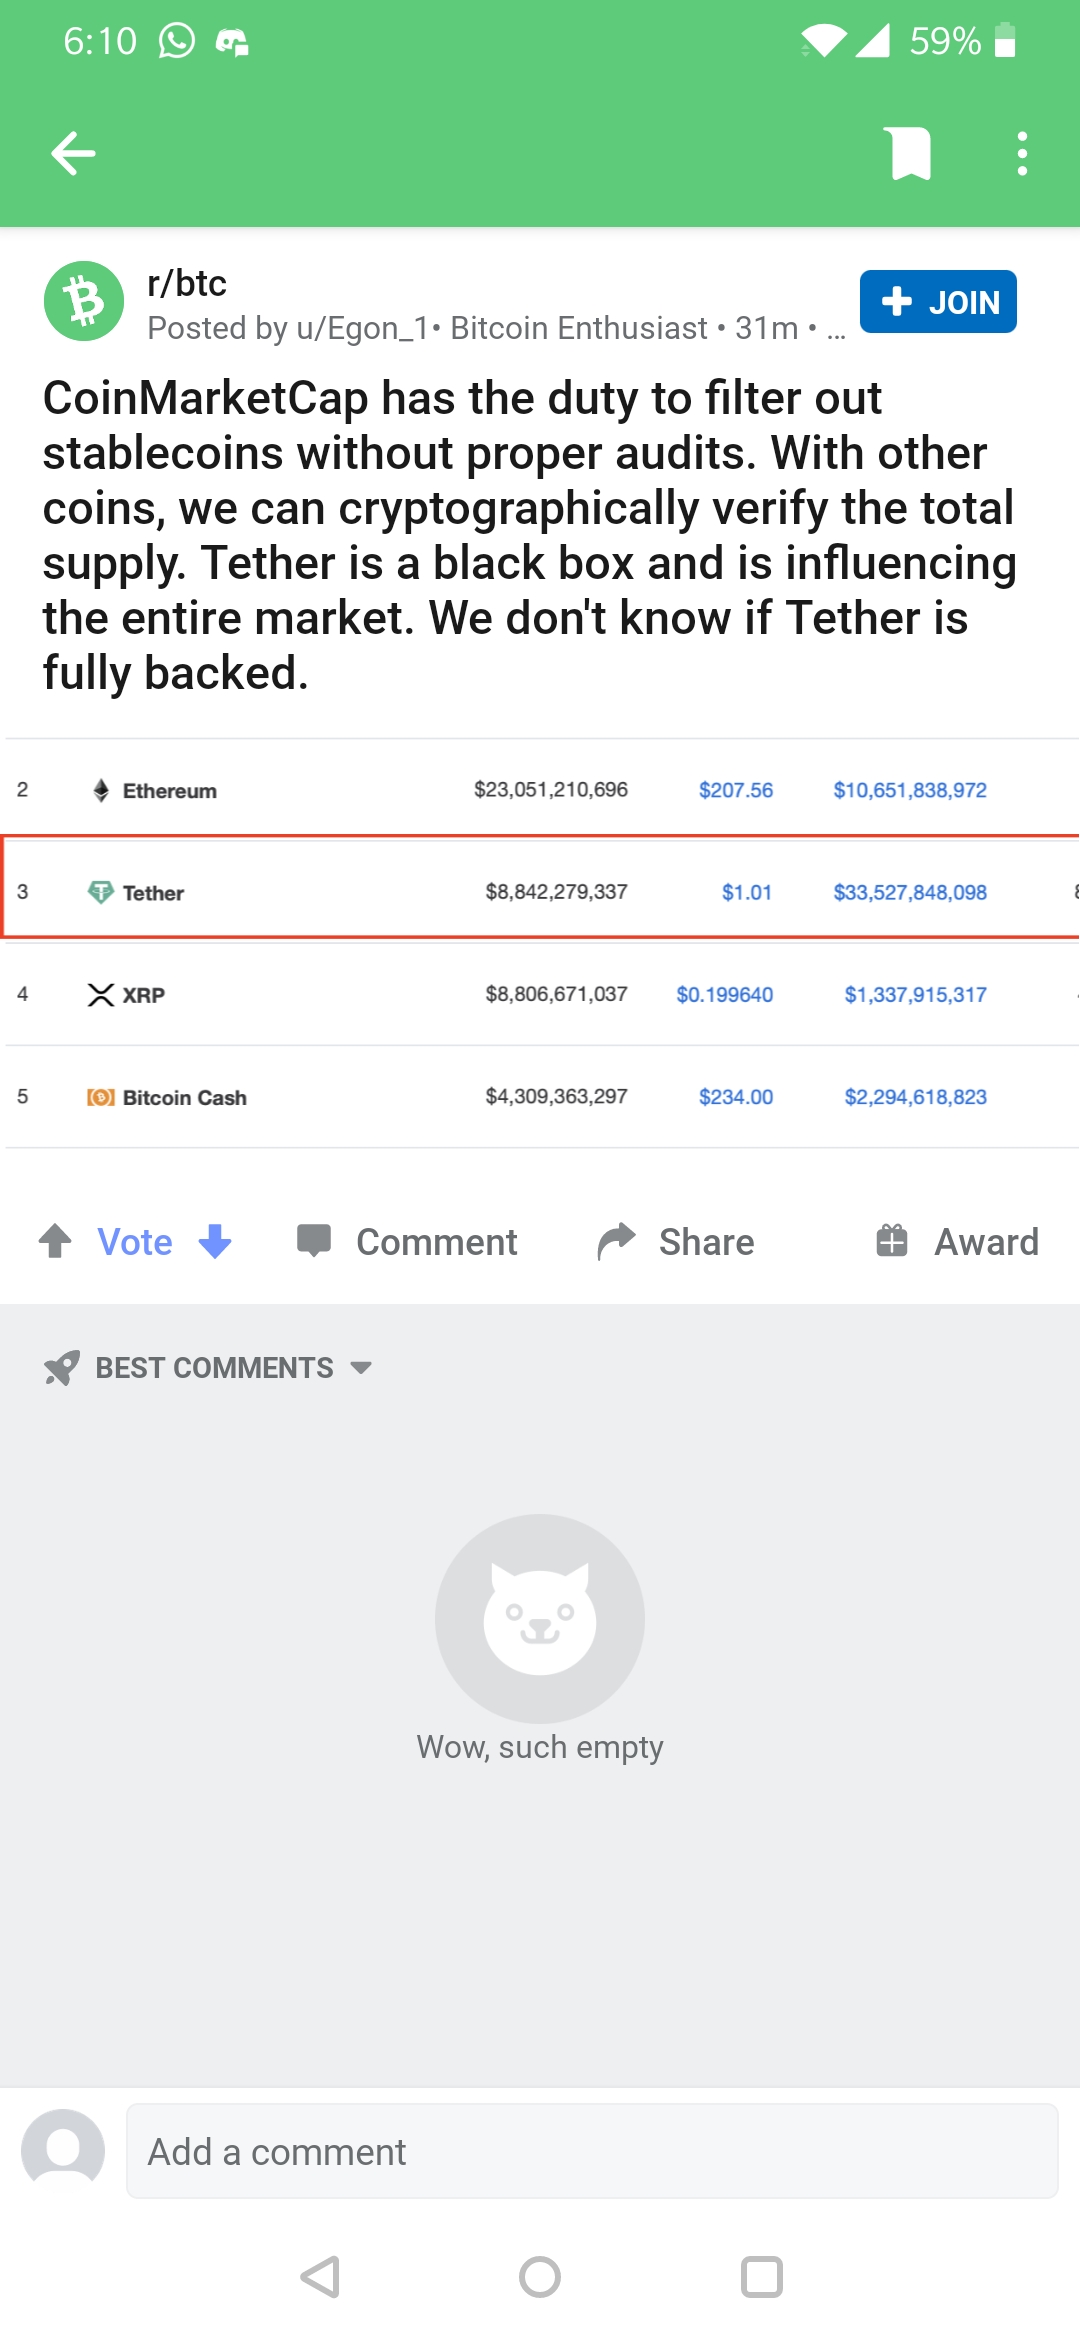 6:10 59%
r/btc
Posted by u/Egon_1• Bitcoin Enthusiast • 31m • ...
JOIN
CoinMarketCap has the duty to filter out
stablecoins without proper audits. With other
coins, we can cryptographically verify the total
supply. Tether is a black box and is influencing
the entire market. We don't know if Tether is
fully backed.
2 Ethereum $23,051,210,696 $207.56 $10,651,838,972
3 Tether $8,842,279,337 $1.01 $33,527,848,098
4 XRP $8,806,671,037 $0.199640 $1,337,915,317
5 Bitcoin Cash $4,309,363,297 $234.00 $2,294,618,823
Vote Comment Share Award
BEST COMMENTS
Wow, such empty
Add a comment